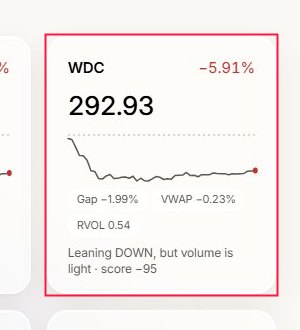 %
WDC −5.91%
292.93
Gap −1.99% VWAP −0.23%
RVOL 0.54
Leaning DOWN, but volume is
light · score −95